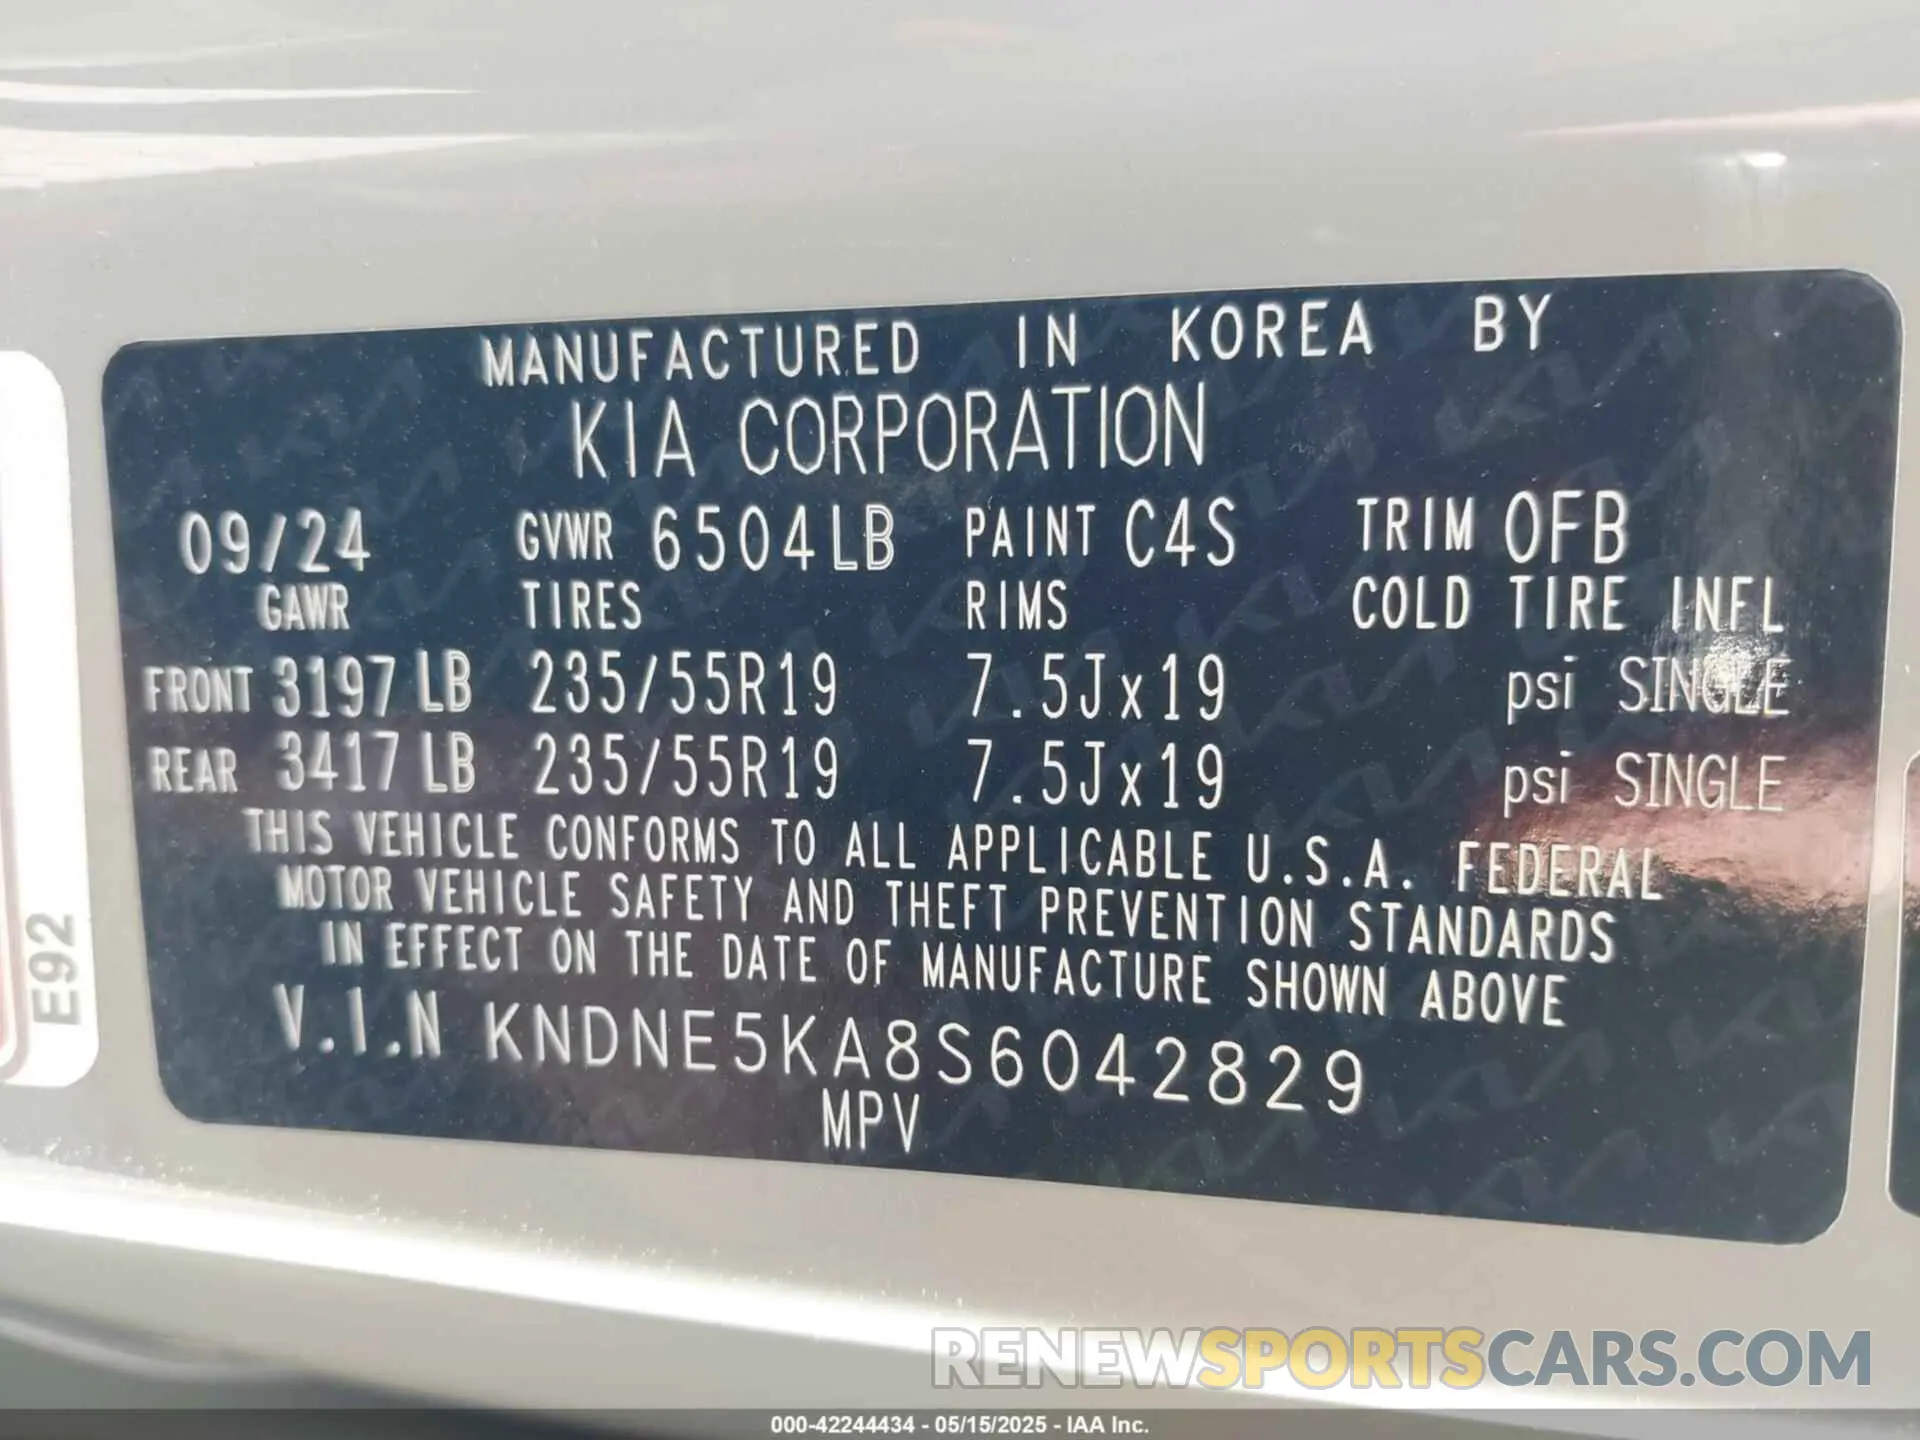 MANUFACTURED IN KOREA BY
KIA CORPORATION
09/24 GVWR 6504LB PAINT C4S TRIM OFB
GAWR TIRES RIMS COLD TIRE INFL
FRONT 3197 LB 235/55R19 7.5Jx19 psi SINGLE
REAR 3417 LB 235/55R19 7.5Jx19 psi SINGLE
THIS VEHICLE CONFORMS TO ALL APPLICABLE U.S.A. FEDERAL
MOTOR VEHICLE SAFETY AND THEFT PREVENTION STANDARDS
IN EFFECT ON THE DATE OF MANUFACTURE SHOWN ABOVE
V.I.N KNDNE5KA8S6042829
MPV
E92
RENEWSPORTSCARS.COM
000-42244434 - 05/15/2025 - IAA Inc.